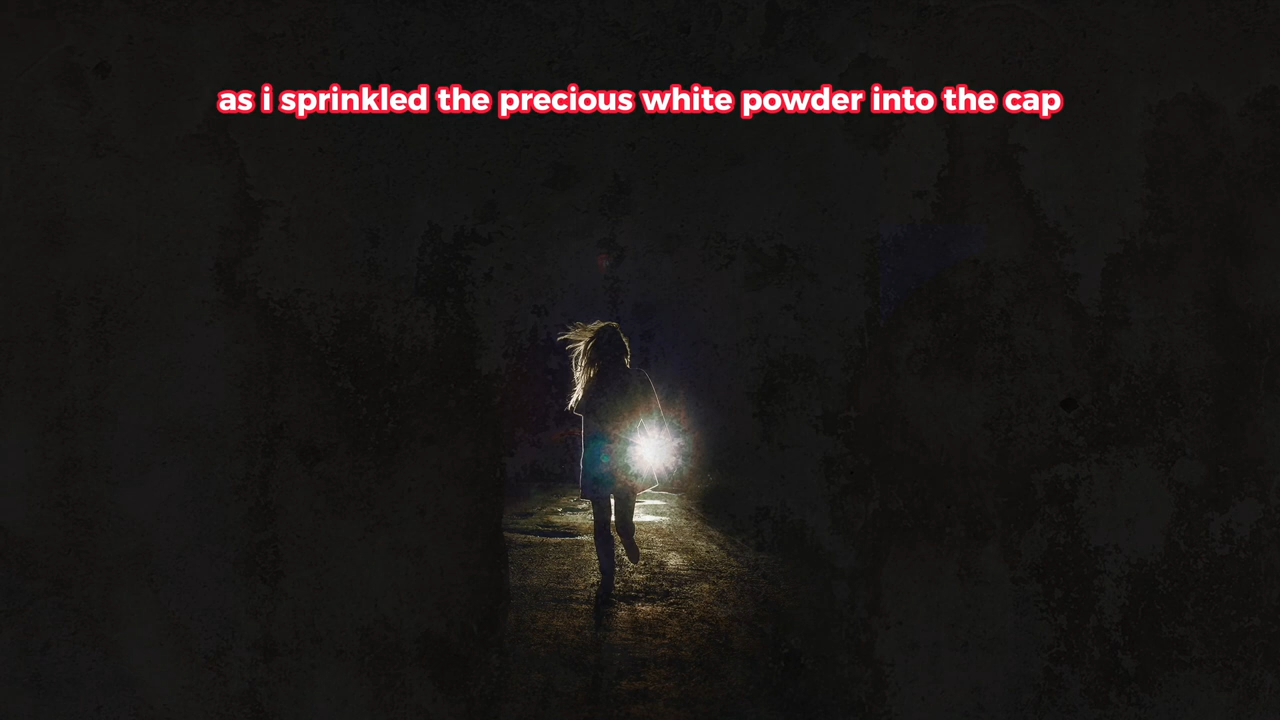 as i sprinkled the precious white powder into the cap